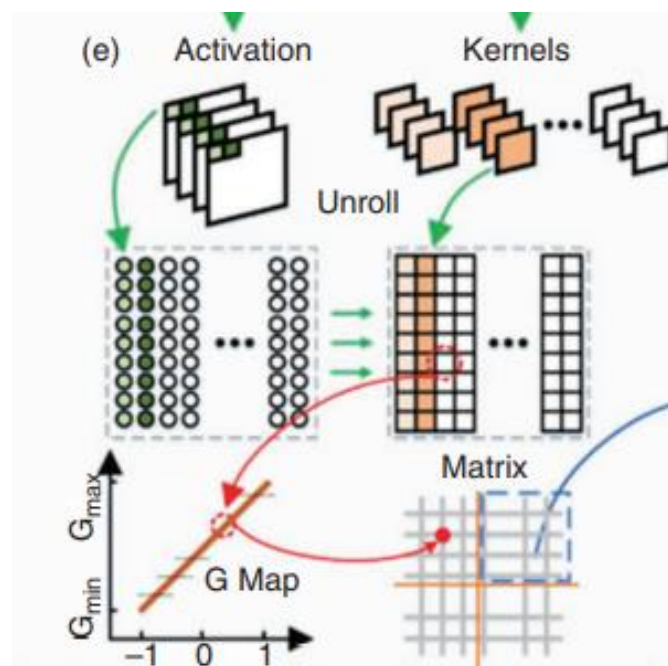 (e) Activation Kernels
Unroll
Matrix
G Map
Gmax
Gmin
−1 0 1